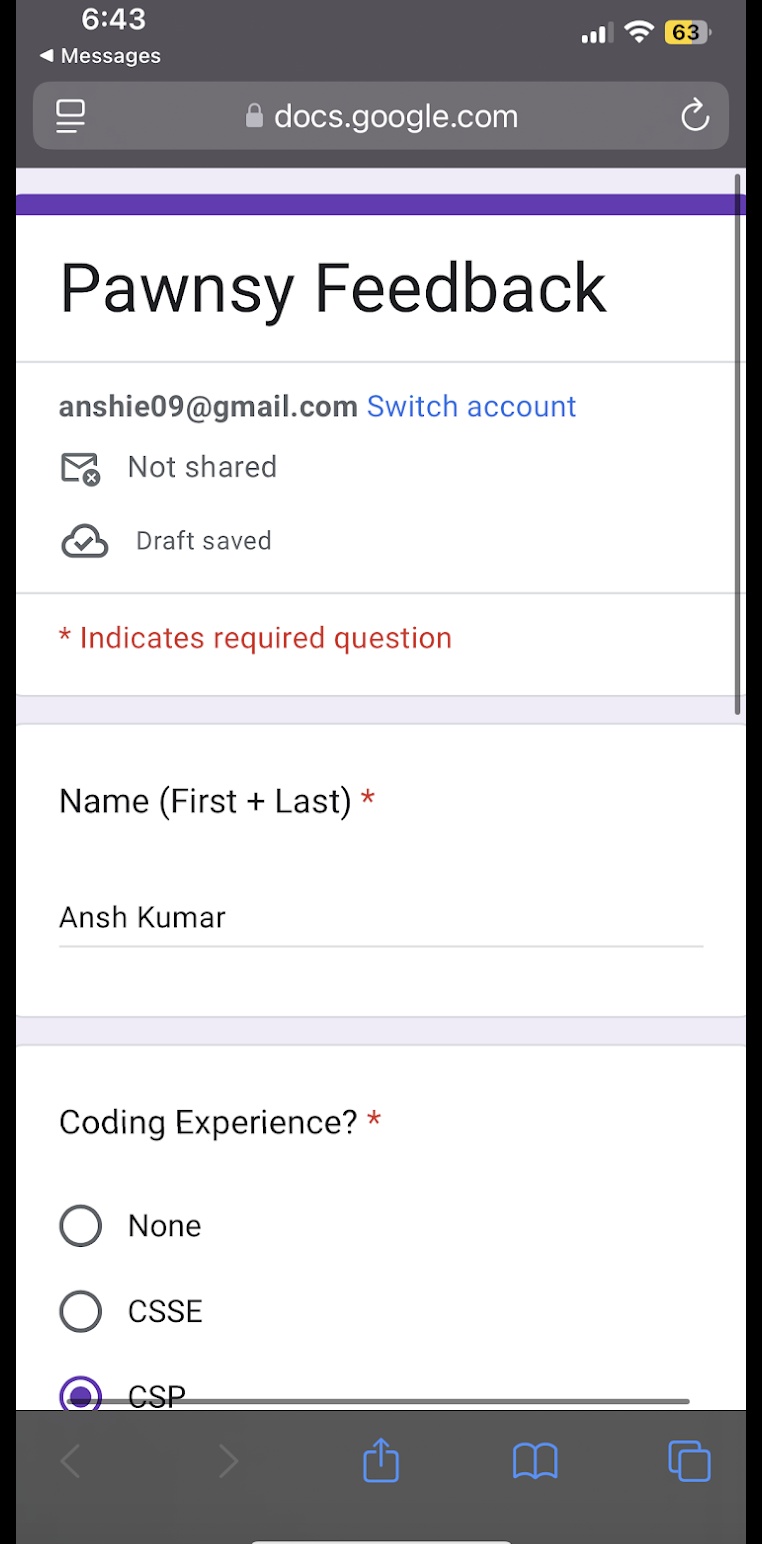 6:43
63
◀ Messages
docs.google.com
Pawnsy Feedback
anshie09@gmail.com Switch account
Not shared
Draft saved
* Indicates required question
Name (First + Last) *
Ansh Kumar
Coding Experience? *
None
CSSE
CSP